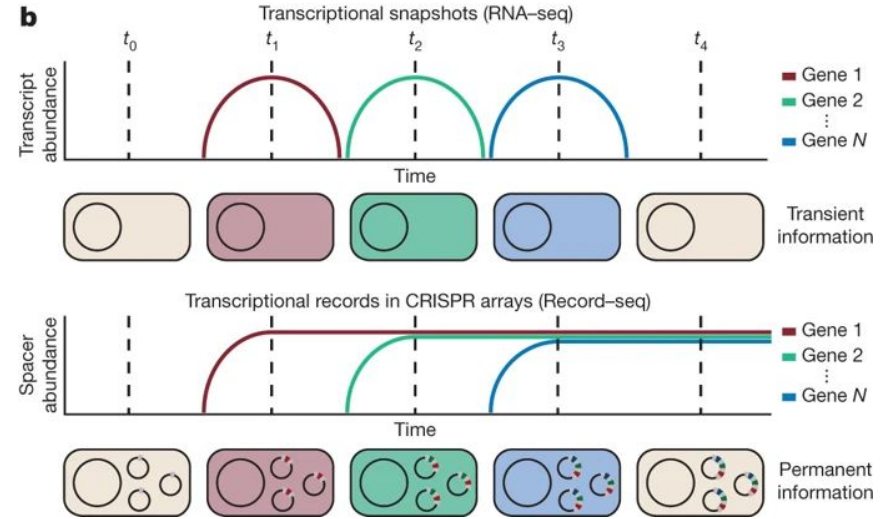 b
Transcriptional snapshots (RNA–seq)
t0 t1 t2 t3 t4
Transcript
abundance
Gene 1
Gene 2
⋮
Gene N
Time
Transient
information
Transcriptional records in CRISPR arrays (Record–seq)
Spacer
abundance
Gene 1
Gene 2
⋮
Gene N
Time
Permanent
information